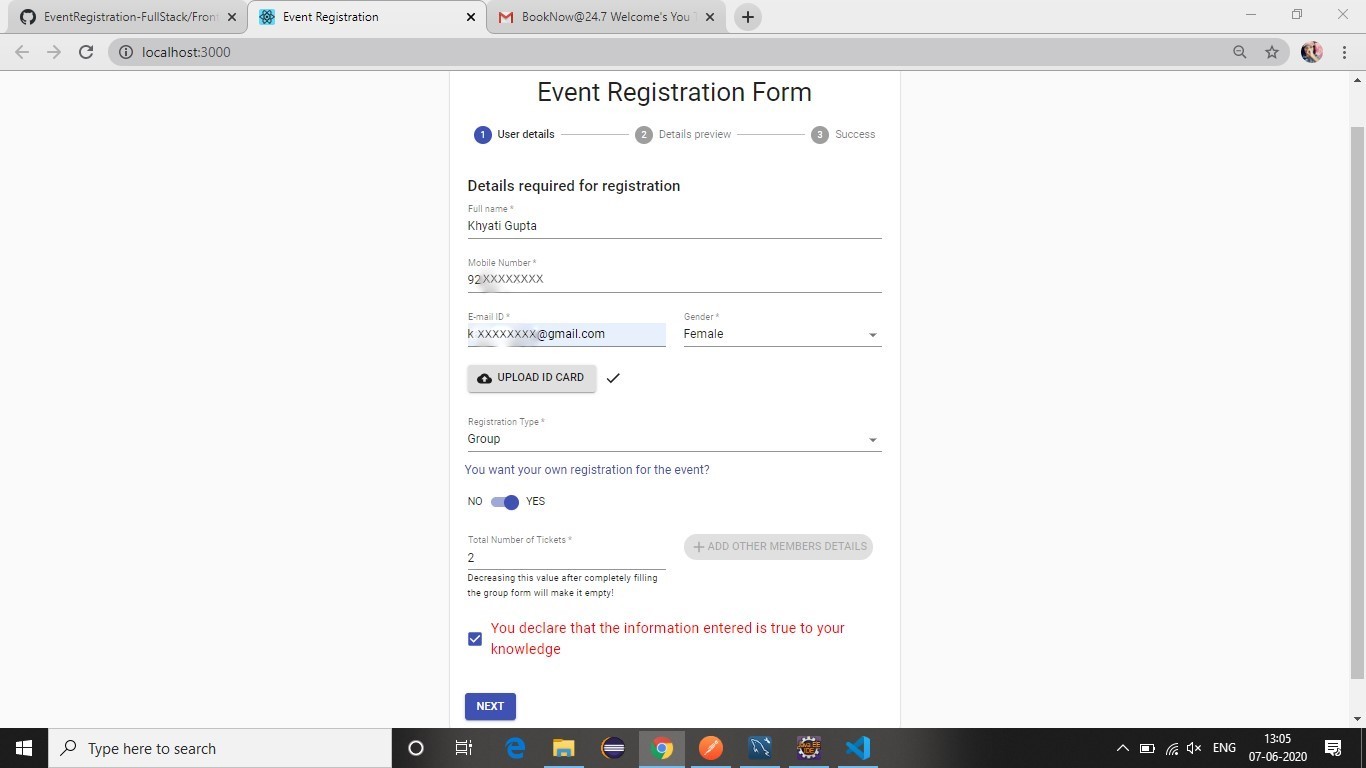 EventRegistration-FullStack/Fron
Event Registration
BookNow@24.7 Welcome's You
localhost:3000
Event Registration Form
1 User details
2 Details preview
3 Success
Details required for registration
Full name *
Khyati Gupta
Mobile Number *
92XXXXXXXX
E-mail ID *
Gender *
k XXXXXXXX@gmail.com
Female
UPLOAD ID CARD
Registration Type *
Group
You want your own registration for the event?
NO YES
Total Number of Tickets *
2
ADD OTHER MEMBERS DETAILS
Decreasing this value after completely filling
the group form will make it empty!
You declare that the information entered is true to your
knowledge
NEXT
Type here to search
ENG
13:05
07-06-2020